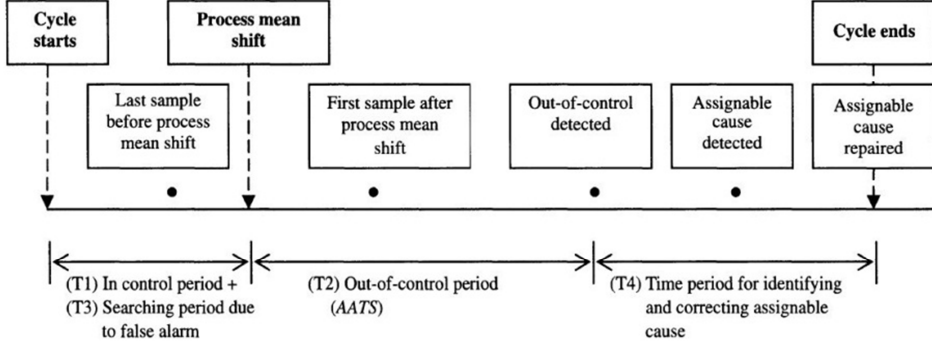 Cycle
starts
Process mean
shift
Cycle ends
Last sample
before process
mean shift
First sample after
process mean
shift
Out-of-control
detected
Assignable
cause
detected
Assignable
cause
repaired
(T1) In control period +
(T3) Searching period due
to false alarm
(T2) Out-of-control period
(AATS)
(T4) Time period for identifying
and correcting assignable
cause